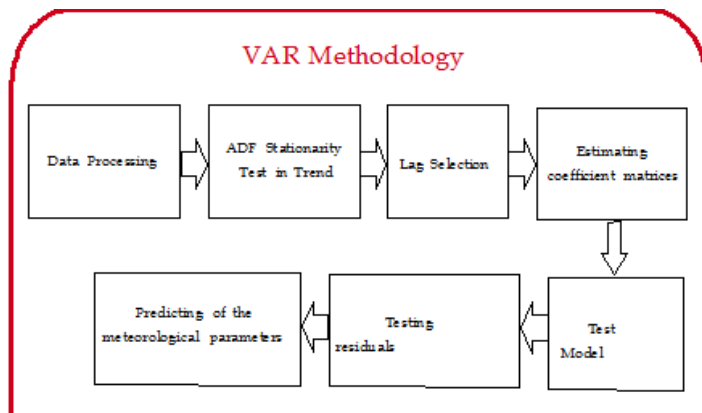 VAR Methodology
Data Processing
ADF Stationarity
Test in Trend
Lag Selection
Estimating
coefficient matrices
Test
Model
Testing
residuals
Predicting of the
meteorological parameters